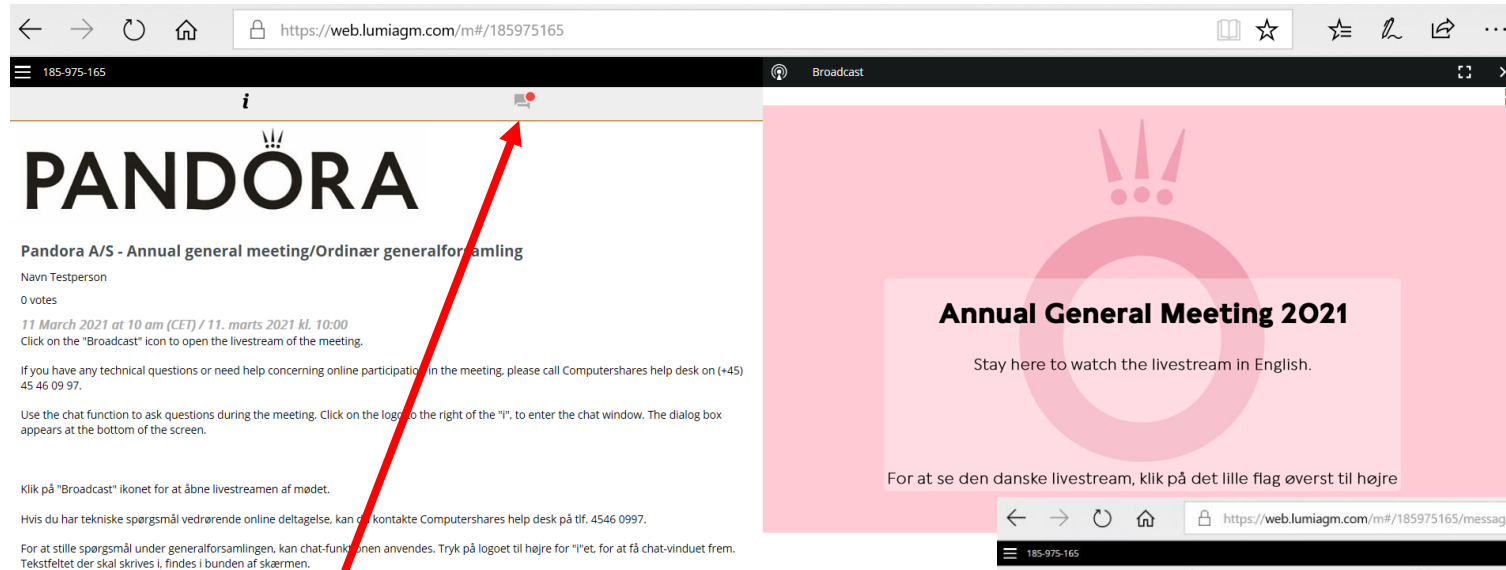 https://web.lumiagm.com/m#/185975165
185-975-165
Broadcast
i
PANDÖRA
Pandora A/S - Annual general meeting/Ordinær generalforsamling
Navn Testperson
0 votes
11 March 2021 at 10 am (CET) / 11. marts 2021 kl. 10:00
Click on the "Broadcast" icon to open the livestream of the meeting.
If you have any technical questions or need help concerning online participation in the meeting, please call Computershares help desk on (+45)
45 46 09 97.
Use the chat function to ask questions during the meeting. Click on the logo to the right of the "i", to enter the chat window. The dialog box
appears at the bottom of the screen.
Klik på "Broadcast" ikonet for at åbne livestreamen af mødet.
Hvis du har tekniske spørgsmål vedrørende online deltagelse, kan du kontakte Computershares help desk på tlf. 4546 0997.
For at stille spørgsmål under generalforsamlingen, kan chat-funktionen anvendes. Tryk på logoet til højre for "i"et, for at få chat-vinduet frem.
Tekstfeltet der skal skrives i, findes i bunden af skærmen.
Annual General Meeting 2021
Stay here to watch the livestream in English.
For at se den danske livestream, klik på det lille flag øverst til højre
https://web.lumiagm.com/m#/185975165/messag
185-975-165